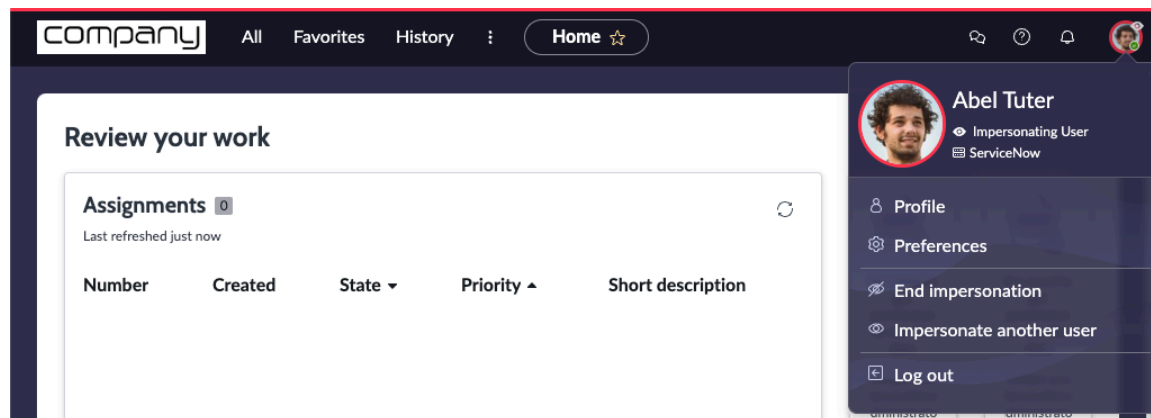 company All Favorites History Home
Abel Tuter
Impersonating User
ServiceNow
Review your work
Assignments 0
Last refreshed just now
Number Created State Priority Short description
Profile
Preferences
End impersonation
Impersonate another user
Log out